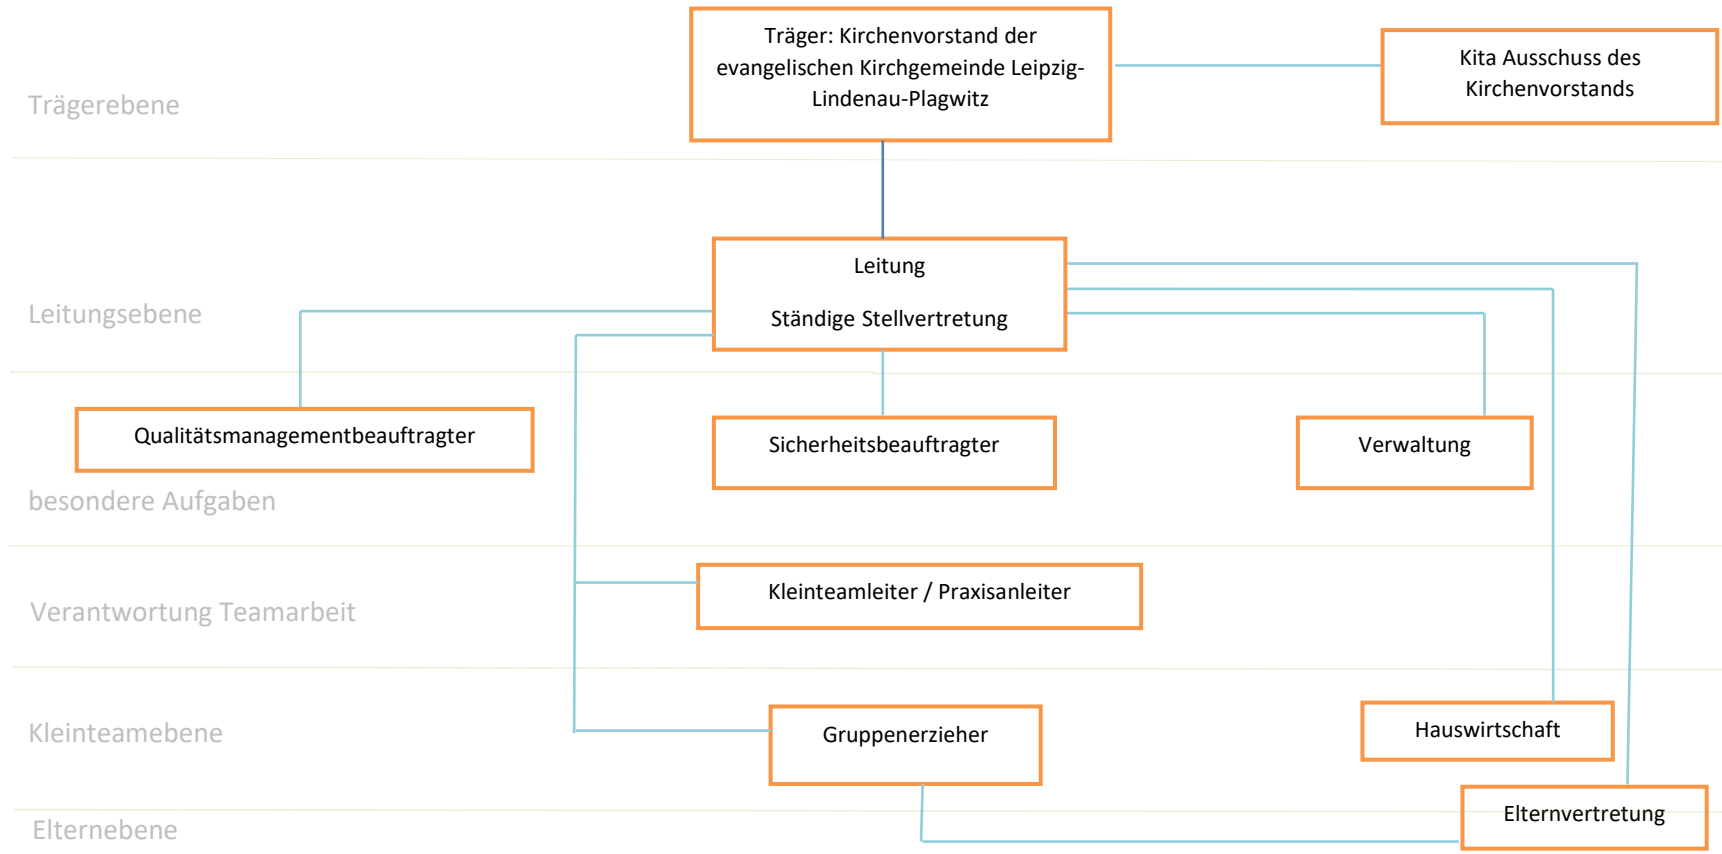 Träger: Kirchenvorstand der
evangelischen Kirchgemeinde Leipzig-
Lindenau-Plagwitz
Kita Ausschuss des
Kirchenvorstands
Trägerebene
Leitung
Ständige Stellvertretung
Leitungsebene
Qualitätsmanagementbeauftragter
Sicherheitsbeauftragter
Verwaltung
besondere Aufgaben
Kleinteamleiter / Praxisanleiter
Verantwortung Teamarbeit
Gruppenerzieher
Hauswirtschaft
Kleinteamebene
Elternvertretung
Elternebene